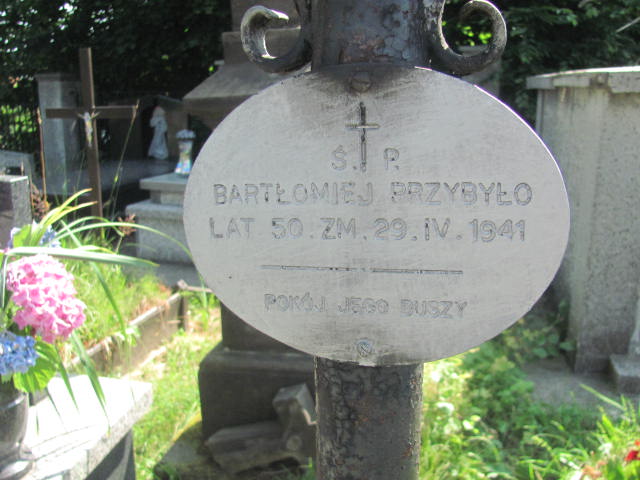 Ś. P.
BARTŁOMIEJ PRZYBYŁO
LAT 50. ZM. 29. IV. 1941
POKÓJ JEGO DUSZY